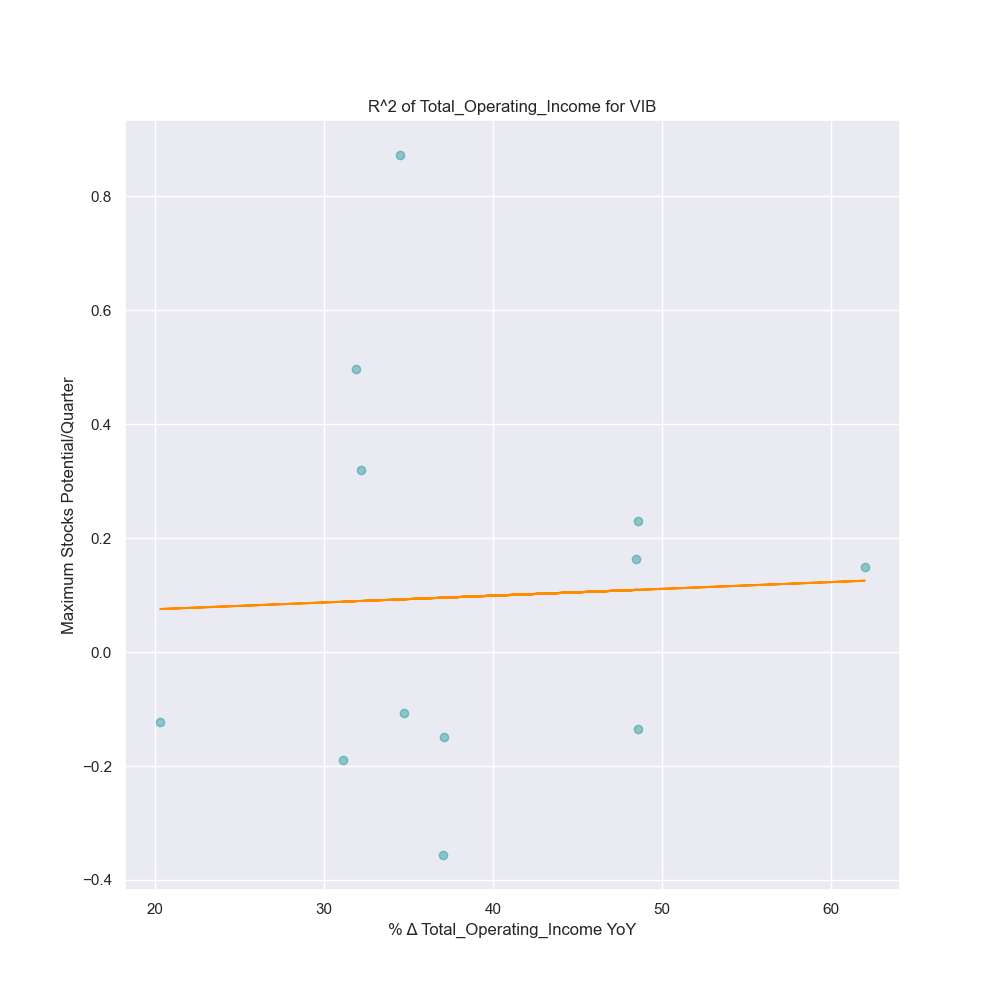 R^2 of Total_Operating_Income for VIB
Maximum Stocks Potential/Quarter
0.8
0.6
0.4
0.2
0.0
−0.2
−0.4
20 30 40 50 60
% Δ Total_Operating_Income YoY